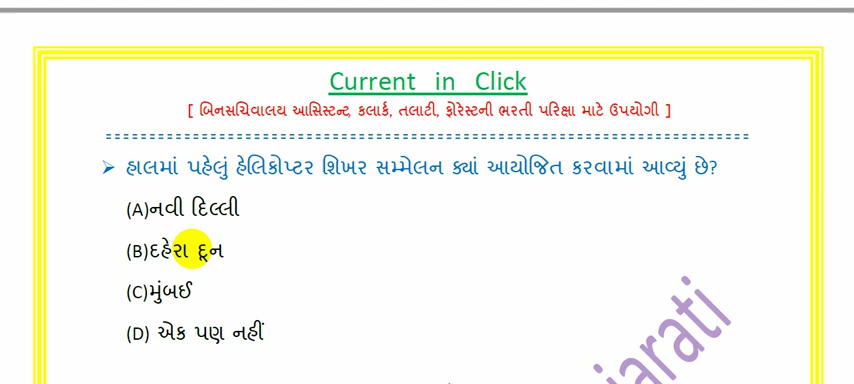 Current in Click
[ બિનસચિવાલય આસિસ્ટન્ટ, કલાર્ક, તલાટી, ફોરેસ્ટની ભરતી પરિક્ષા માટે ઉપયોગી ]
➢ હાલમાં પહેલું હેલિકોપ્ટર શિખર સમ્મેલન ક્યાં આયોજિત કરવામાં આવ્યું છે?
(A)નવી દિલ્લી
(B)દહેરા દૂન
(C)મુંબઈ
(D) એક પણ નહીં